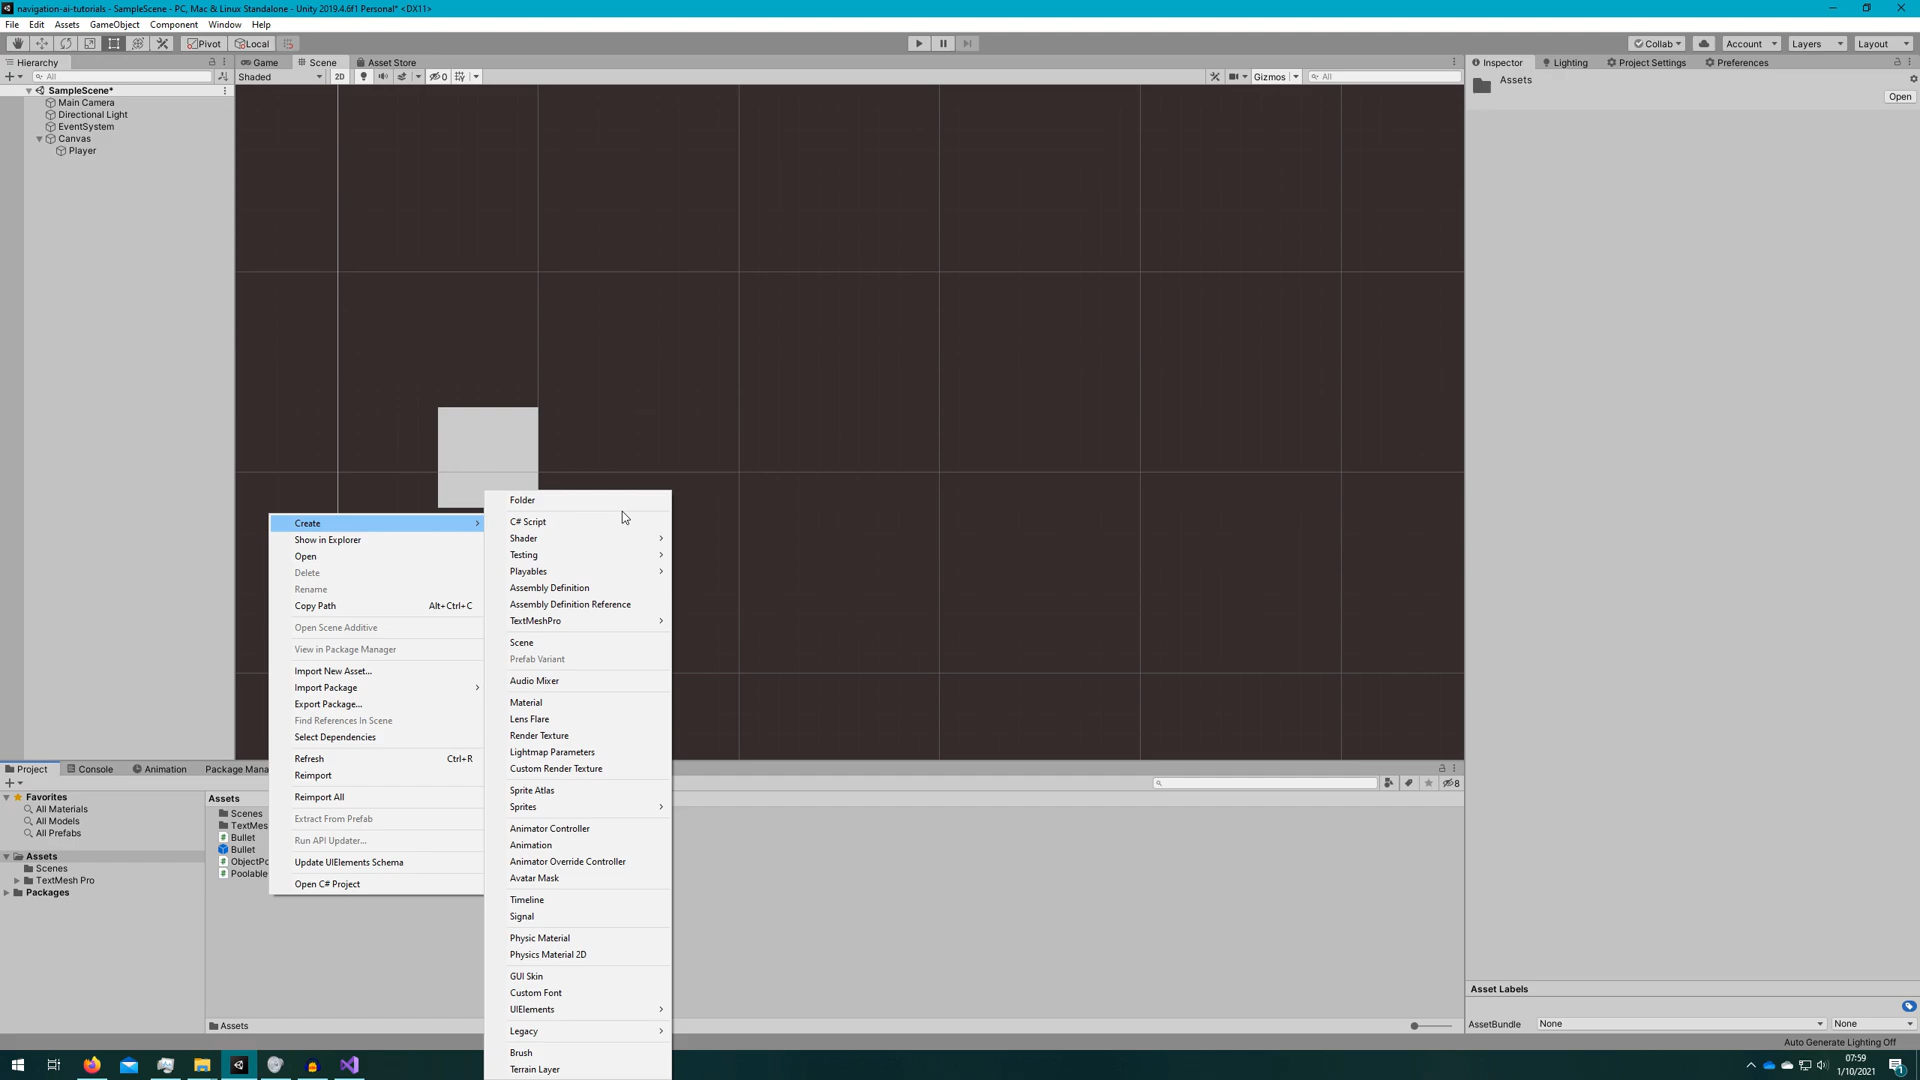 navigation-ai-tutorials - SampleScene - PC, Mac & Linux Standalone - Unity 2019.4.6f1 Personal* <DX11>
File Edit Assets GameObject Component Window Help
Pivot Local Collab Account Layers Layout
Hierarchy
All
SampleScene*
Main Camera
Directional Light
EventSystem
Canvas
Player
Game Scene Asset Store
Shaded 2D 0 Gizmos All
Inspector Lighting Project Settings Preferences
Assets
Open
Create
Show in Explorer
Open
Delete
Rename
Copy Path Alt+Ctrl+C
Open Scene Additive
View in Package Manager
Import New Asset...
Import Package
Export Package...
Find References In Scene
Select Dependencies
Refresh Ctrl+R
Reimport
Reimport All
Extract From Prefab
Run API Updater...
Update UIElements Schema
Open C# Project
Folder
C# Script
Shader
Testing
Playables
Assembly Definition
Assembly Definition Reference
TextMeshPro
Scene
Prefab Variant
Audio Mixer
Material
Lens Flare
Render Texture
Lightmap Parameters
Custom Render Texture
Sprite Atlas
Sprites
Animator Controller
Animation
Animator Override Controller
Avatar Mask
Timeline
Signal
Physic Material
Physics Material 2D
GUI Skin
Custom Font
UIElements
Legacy
Brush
Terrain Layer
Project Console Animation Package Mana
8
Favorites
All Materials
All Models
All Prefabs
Assets
Scenes
TextMesh Pro
Packages
Assets
Scenes
TextMes
Bullet
Bullet
ObjectPo
Poolable
Assets
Asset Labels
AssetBundle None None
Auto Generate Lighting Off
07:59
1/10/2021
1